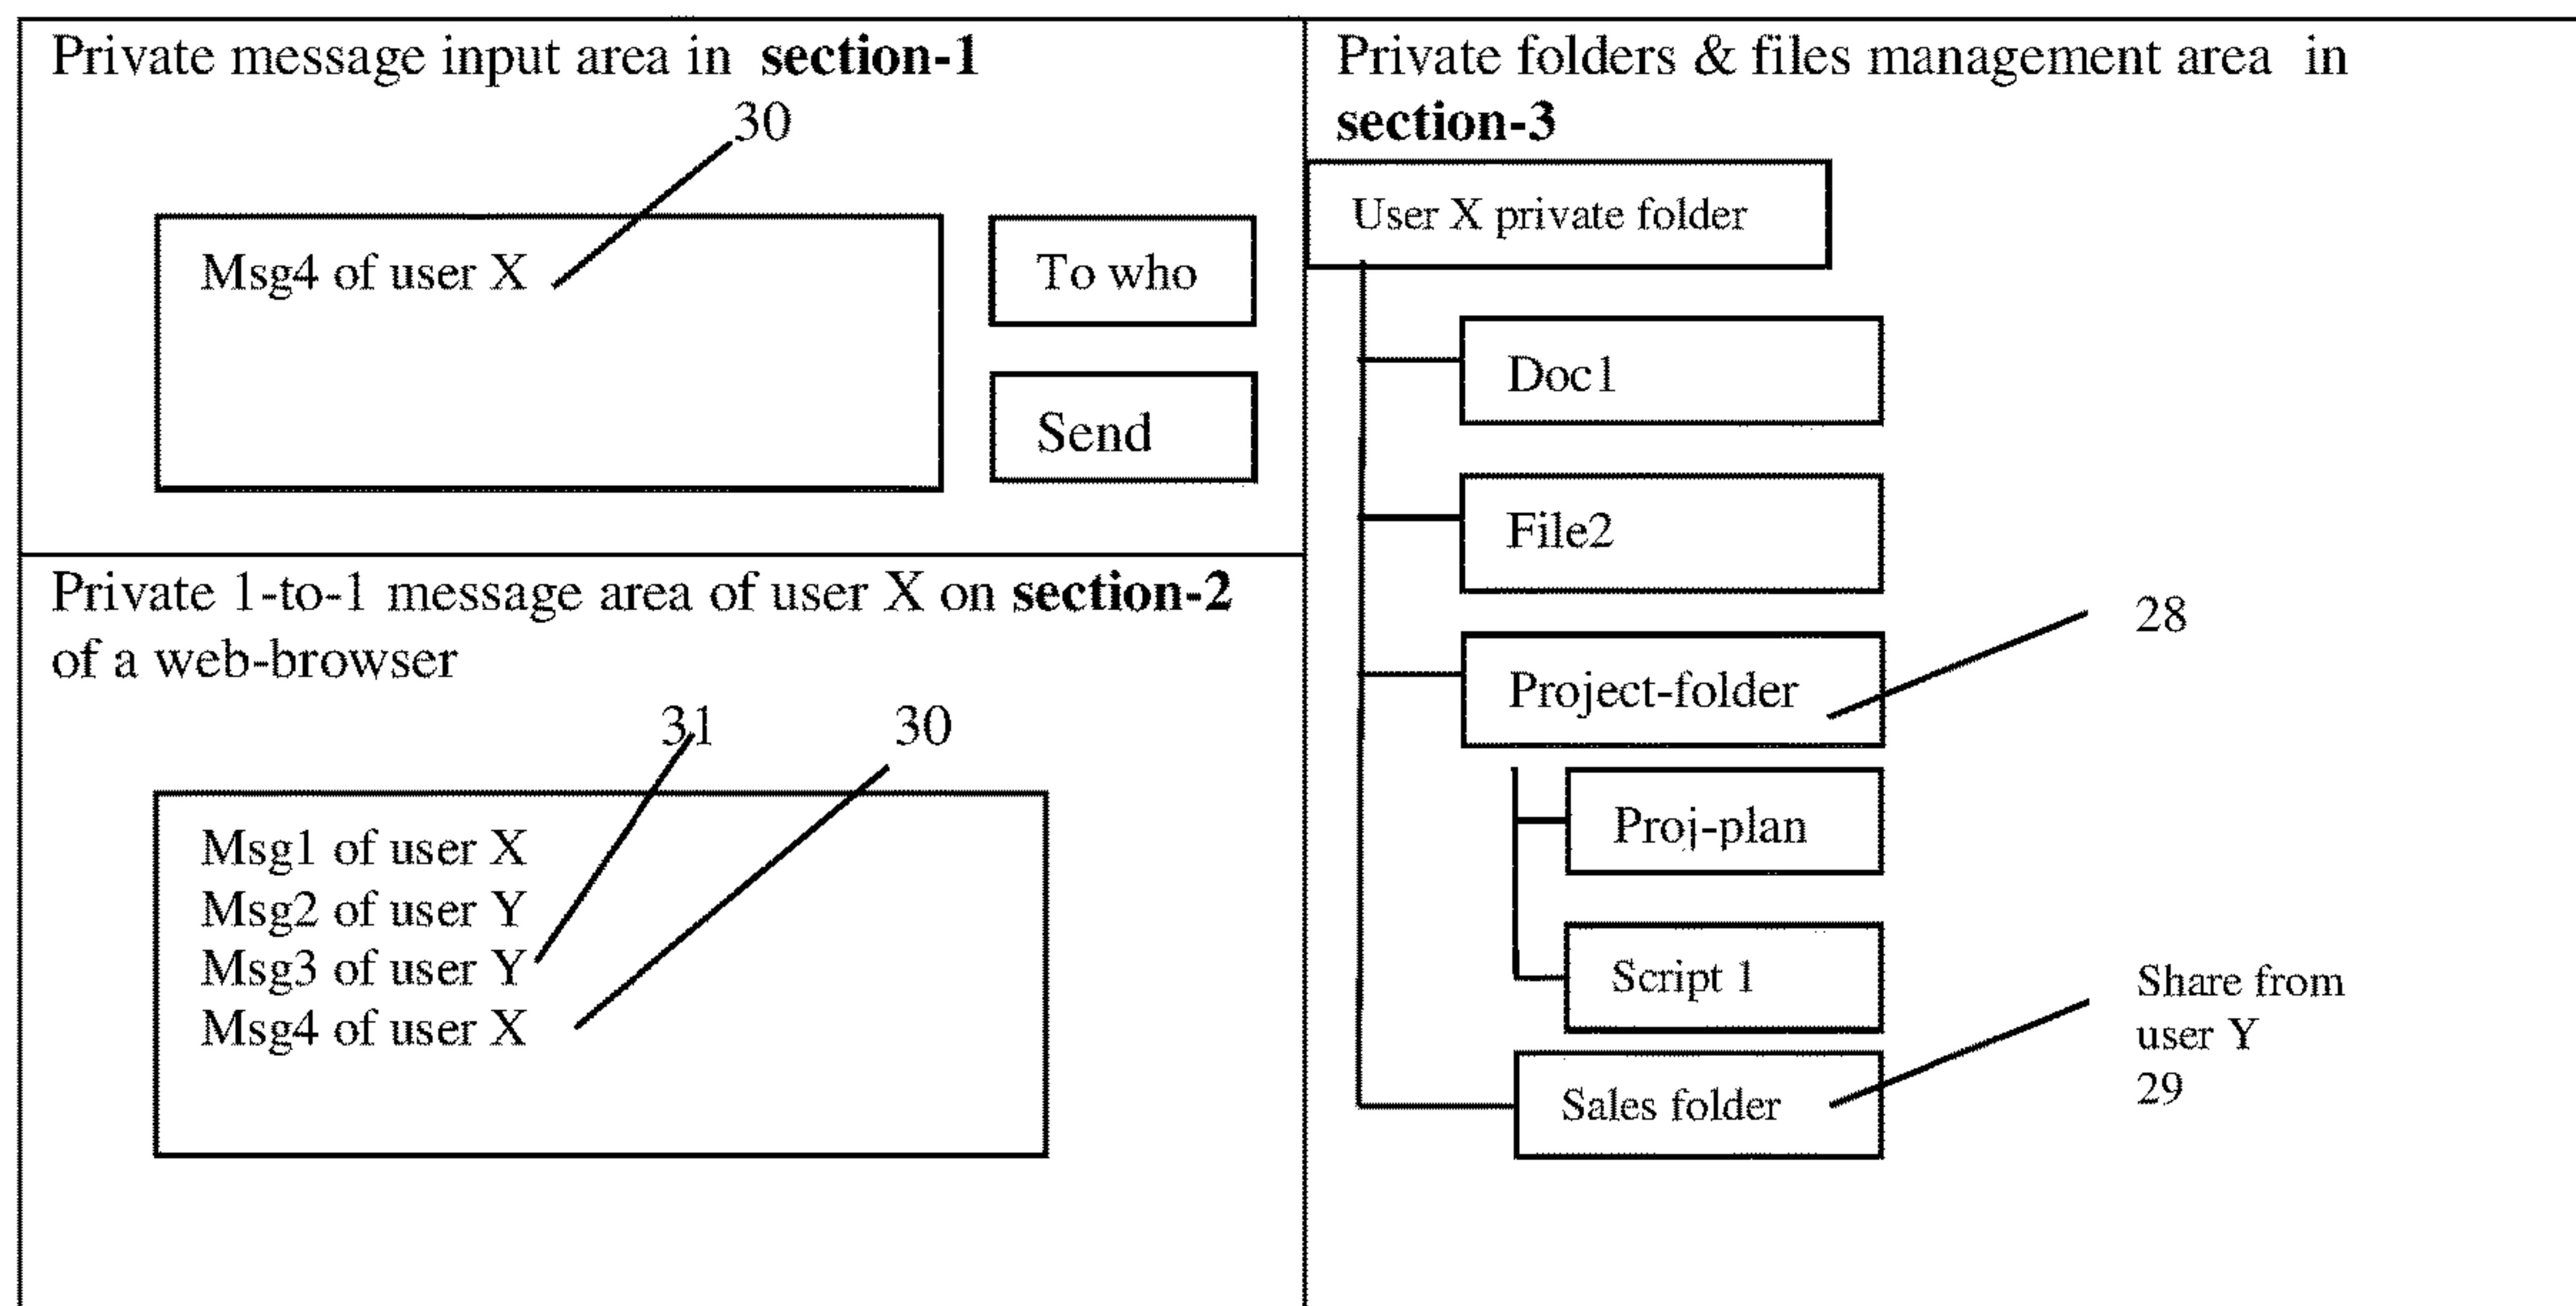 Private message input area in section-1
30
Msg4 of user X
To who
Send
Private 1-to-1 message area of user X on section-2
of a web-browser
31
30
Msg1 of user X
Msg2 of user Y
Msg3 of user Y
Msg4 of user X
Private folders & files management area in
section-3
User X private folder
Doc1
File2
Project-folder
28
Proj-plan
Script 1
Sales folder
Share from
user Y
29